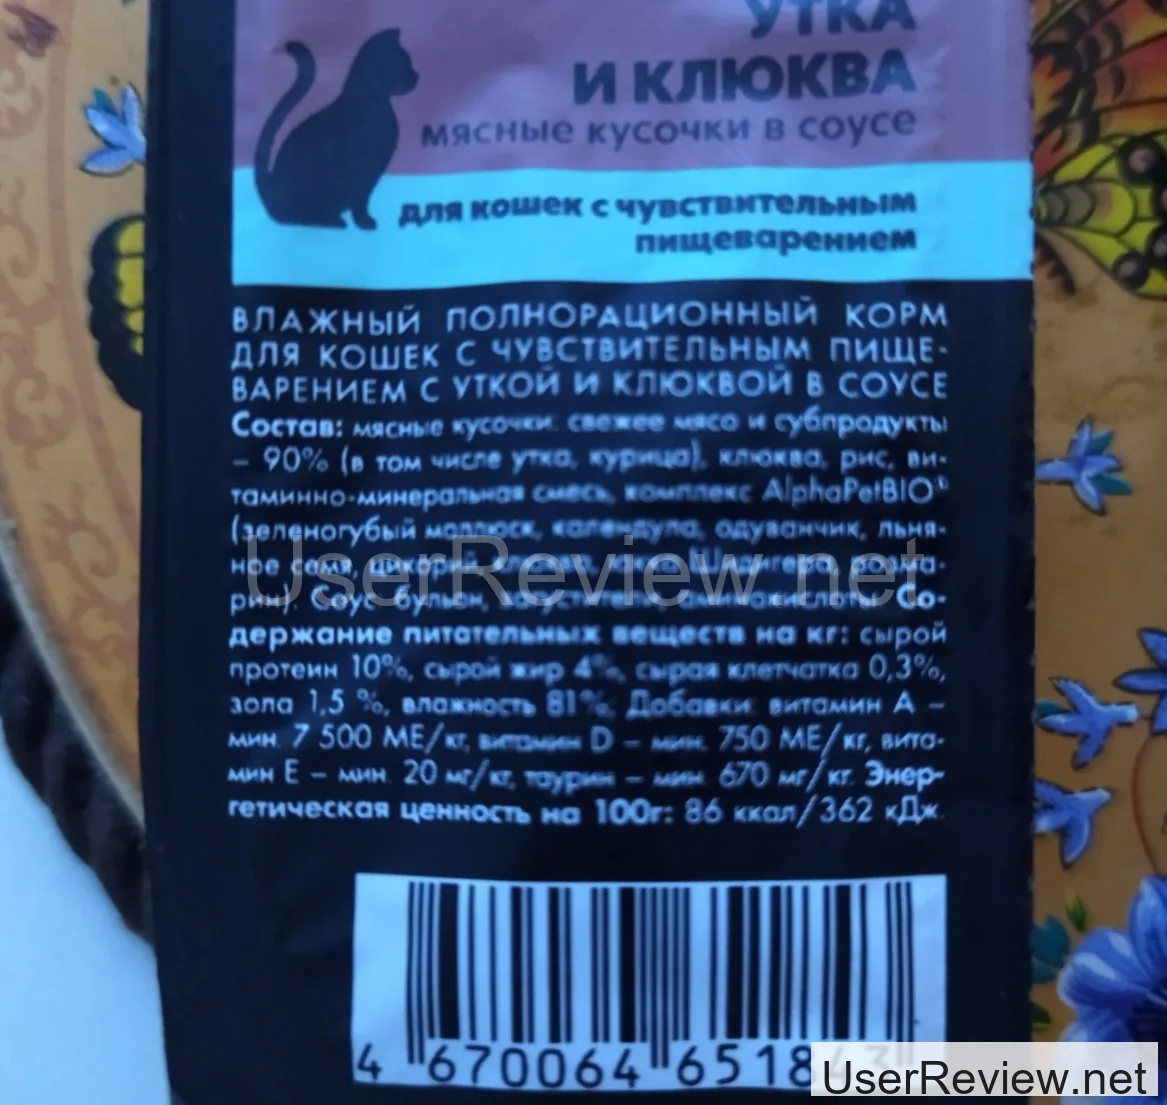 УТКА
И КЛЮКВА
мясные кусочки в соусе
для кошек с чувствительным
пищеварением
ВЛАЖНЫЙ ПОЛНОРАЦИОННЫЙ КОРМ
ДЛЯ КОШЕК С ЧУВСТВИТЕЛЬНЫМ ПИЩЕ-
ВАРЕНИЕМ С УТКОЙ И КЛЮКВОЙ В СОУСЕ
Состав: мясные кусочки: свежее мясо и субпродукты
– 90% (в том числе утка, курица), клюква, рис, ви-
таминно-минеральная смесь, комплекс AlphaPetBIO
(зеленогубый моллюск, календула, одуванчик, льня-
ное семя, цикорий, клюква, юкка Шидигера, розма-
рин). Соус: бульон, загустители, аминокислоты. Со-
держание питательных веществ на кг: сырой
протеин 10%, сырой жир 4%, сырая клетчатка 0,3%,
зола 1,5 %, влажность 81%. Добавки: витамин А –
мин. 7 500 МЕ/кг, витамин D – мин. 750 МЕ/кг, вита-
мин Е – мин. 20 мг/кг, таурин – мин. 670 мг/кг. Энер-
гетическая ценность на 100г: 86 ккал/362 кДж.
4 670064 651843
UserReview.net
UserReview.net